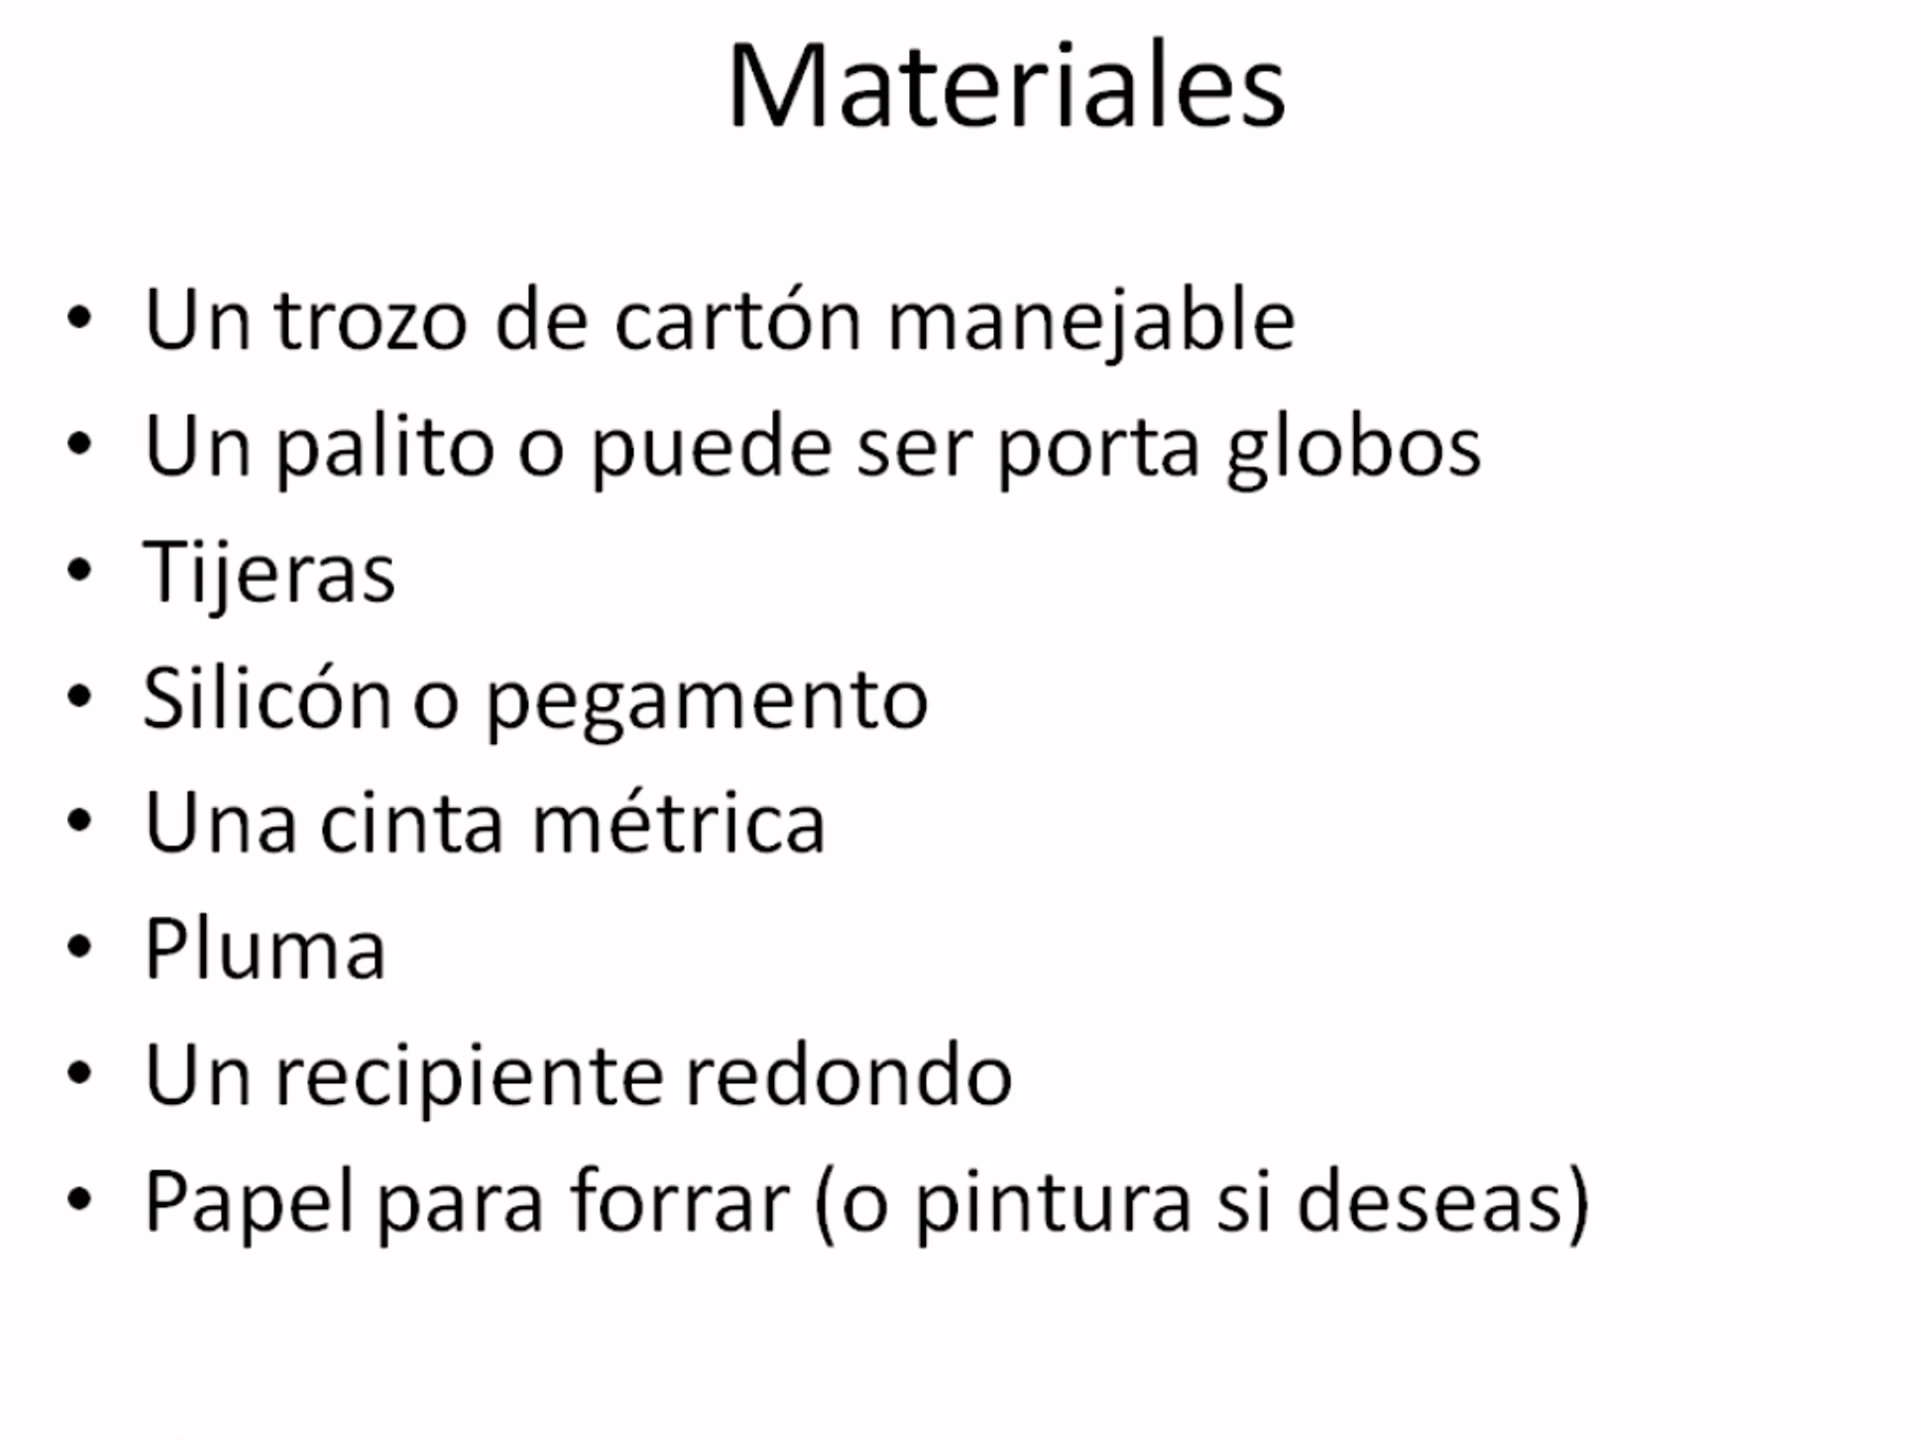 Materiales
• Un trozo de cartón manejable
• Un palito o puede ser porta globos
• Tijeras
• Silicón o pegamento
• Una cinta métrica
• Pluma
• Un recipiente redondo
• Papel para forrar (o pintura si deseas)